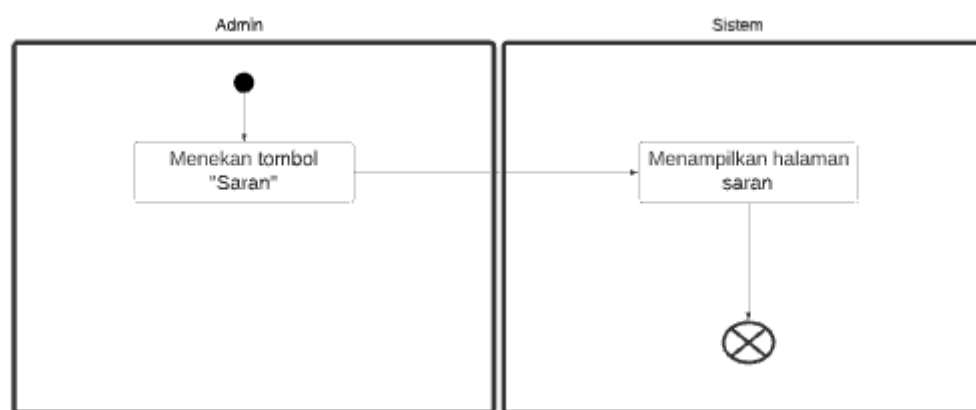 Admin
Sistem
Menekan tombol
"Saran"
Menampilkan halaman
saran